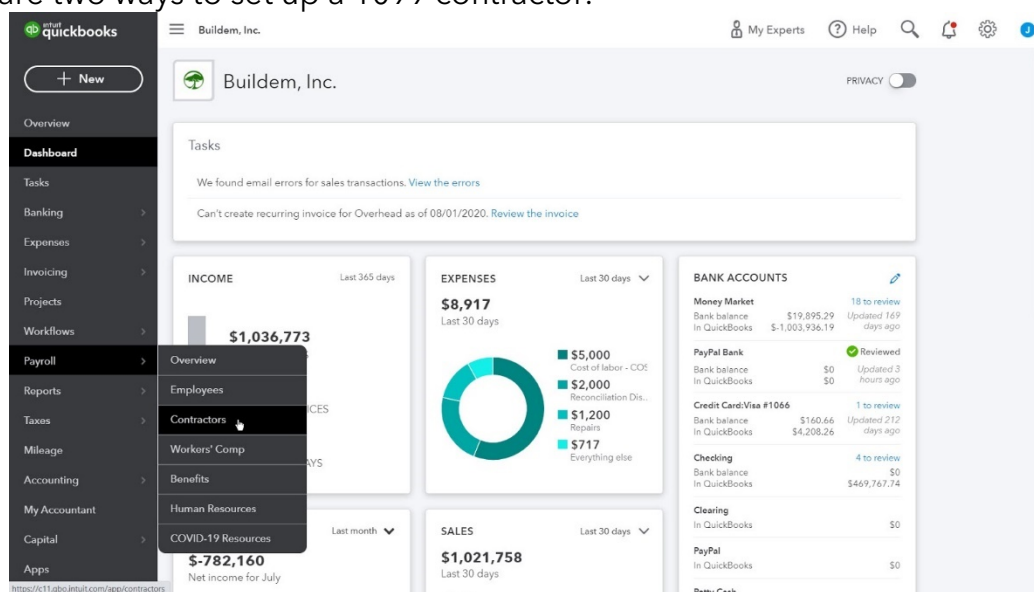 are two ways to set up a 1099 contractor.
intuit
quickbooks
Buildem, Inc.
My Experts
Help
J
+ New
Overview
Dashboard
Tasks
Banking
Expenses
Invoicing
Projects
Workflows
Payroll
Reports
Taxes
Mileage
Accounting
My Accountant
Capital
Apps
https://c11.qbo.intuit.com/app/contractors
Overview
Employees
Contractors
Workers' Comp
Benefits
Human Resources
COVID-19 Resources
Buildem, Inc.
PRIVACY
Tasks
We found email errors for sales transactions. View the errors
Can't create recurring invoice for Overhead as of 08/01/2020. Review the invoice
INCOME
Last 365 days
$1,036,773
ICES
AYS
EXPENSES
Last 30 days
$8,917
Last 30 days
$5,000
Cost of labor - COS
$2,000
Reconciliation Dis...
$1,200
Repairs
$717
Everything else
BANK ACCOUNTS
Money Market 18 to review
Bank balance $19,895.29 Updated 169
In QuickBooks $-1,003,936.19 days ago
PayPal Bank Reviewed
Bank balance $0 Updated 3
In QuickBooks $0 hours ago
Credit Card:Visa #1066 1 to review
Bank balance $160.66 Updated 212
In QuickBooks $4,208.26 days ago
Checking 4 to review
Bank balance $0
In QuickBooks $469,767.74
Clearing
In QuickBooks $0
PayPal
In QuickBooks $0
Petty Cash
Last month
$-782,160
Net income for July
SALES
Last 30 days
$1,021,758
Last 30 days